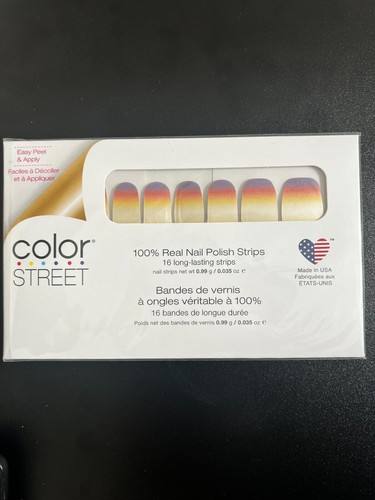 Easy Peel
& Apply
Faciles à Décoller
et à Appliquer
color®
STREET
100% Real Nail Polish Strips
16 long-lasting strips
nail strips net wt 0.99 g / 0.035 oz ℮
Bandes de vernis
à ongles véritable à 100%
16 bandes de longue durée
Poids net des bandes de vernis 0.99 g / 0.035 oz ℮
™
Made in USA
Fabriquées aux
ÉTATS-UNIS